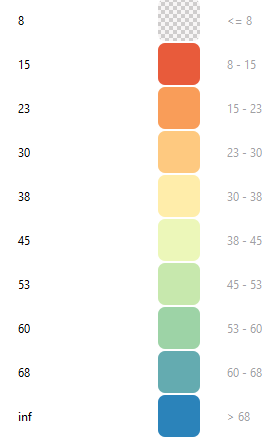 8 <= 8
15 8 - 15
23 15 - 23
30 23 - 30
38 30 - 38
45 38 - 45
53 45 - 53
60 53 - 60
68 60 - 68
inf > 68